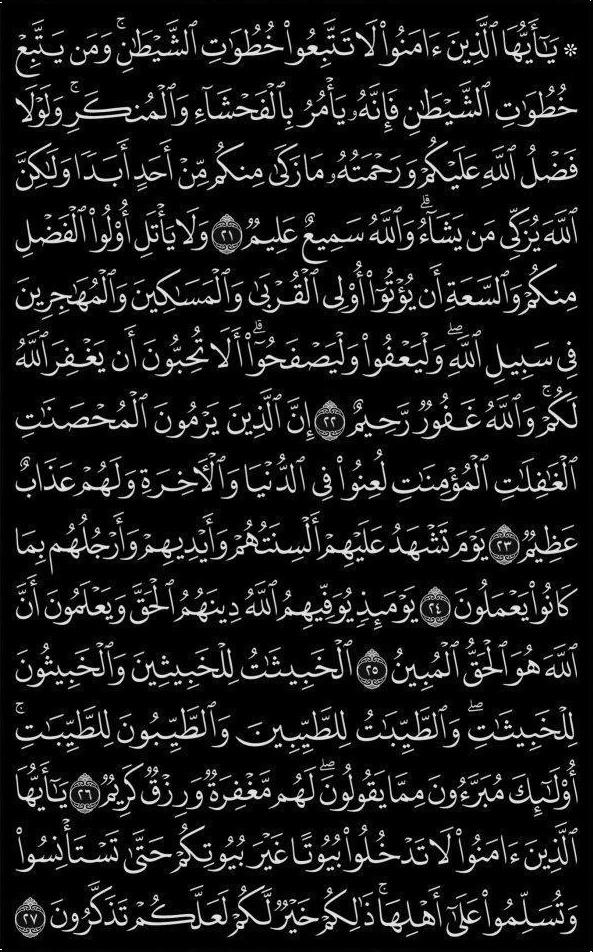 ۞ يَـٰٓأَيُّهَا ٱلَّذِينَ ءَامَنُوا۟ لَا تَتَّبِعُوا۟ خُطُوَٰتِ ٱلشَّيْطَـٰنِ ۚ وَمَن يَتَّبِعْ
خُطُوَٰتِ ٱلشَّيْطَـٰنِ فَإِنَّهُۥ يَأْمُرُ بِٱلْفَحْشَآءِ وَٱلْمُنكَرِ ۚ وَلَوْلَا
فَضْلُ ٱللَّهِ عَلَيْكُمْ وَرَحْمَتُهُۥ مَا زَكَىٰ مِنكُم مِّنْ أَحَدٍ أَبَدًا وَلَـٰكِنَّ
ٱللَّهَ يُزَكِّى مَن يَشَآءُ ۗ وَٱللَّهُ سَمِيعٌ عَلِيمٌ ٢١ وَلَا يَأْتَلِ أُو۟لُوا۟ ٱلْفَضْلِ
مِنكُمْ وَٱلسَّعَةِ أَن يُؤْتُوٓا۟ أُو۟لِى ٱلْقُرْبَىٰ وَٱلْمَسَـٰكِينَ وَٱلْمُهَـٰجِرِينَ
فِى سَبِيلِ ٱللَّهِ ۖ وَلْيَعْفُوا۟ وَلْيَصْفَحُوٓا۟ ۗ أَلَا تُحِبُّونَ أَن يَغْفِرَ ٱللَّهُ
لَكُمْ ۚ وَٱللَّهُ غَفُورٌ رَّحِيمٌ ٢٢ إِنَّ ٱلَّذِينَ يَرْمُونَ ٱلْمُحْصَنَـٰتِ
ٱلْغَـٰفِلَـٰتِ ٱلْمُؤْمِنَـٰتِ لُعِنُوا۟ فِى ٱلدُّنْيَا وَٱلْـَٔاخِرَةِ وَلَهُمْ عَذَابٌ
عَظِيمٌ ٢٣ يَوْمَ تَشْهَدُ عَلَيْهِمْ أَلْسِنَتُهُمْ وَأَيْدِيهِمْ وَأَرْجُلُهُم بِمَا
كَانُوا۟ يَعْمَلُونَ ٢٤ يَوْمَئِذٍ يُوَفِّيهِمُ ٱللَّهُ دِينَهُمُ ٱلْحَقَّ وَيَعْلَمُونَ أَنَّ
ٱللَّهَ هُوَ ٱلْحَقُّ ٱلْمُبِينُ ٢٥ ٱلْخَبِيثَـٰتُ لِلْخَبِيثِينَ وَٱلْخَبِيثُونَ
لِلْخَبِيثَـٰتِ ۖ وَٱلطَّيِّبَـٰتُ لِلطَّيِّبِينَ وَٱلطَّيِّبُونَ لِلطَّيِّبَـٰتِ ۚ
أُو۟لَـٰٓئِكَ مُبَرَّءُونَ مِمَّا يَقُولُونَ ۖ لَهُم مَّغْفِرَةٌ وَرِزْقٌ كَرِيمٌ ٢٦ يَـٰٓأَيُّهَا
ٱلَّذِينَ ءَامَنُوا۟ لَا تَدْخُلُوا۟ بُيُوتًا غَيْرَ بُيُوتِكُمْ حَتَّىٰ تَسْتَأْنِسُوا۟
وَتُسَلِّمُوا۟ عَلَىٰٓ أَهْلِهَا ۚ ذَٰلِكُمْ خَيْرٌ لَّكُمْ لَعَلَّكُمْ تَذَكَّرُونَ ٢٧